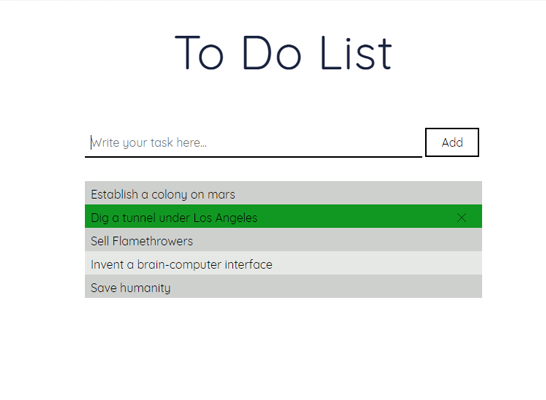 To Do List
Write your task here...
Add
Establish a colony on mars
Dig a tunnel under Los Angeles
Sell Flamethrowers
Invent a brain-computer interface
Save humanity